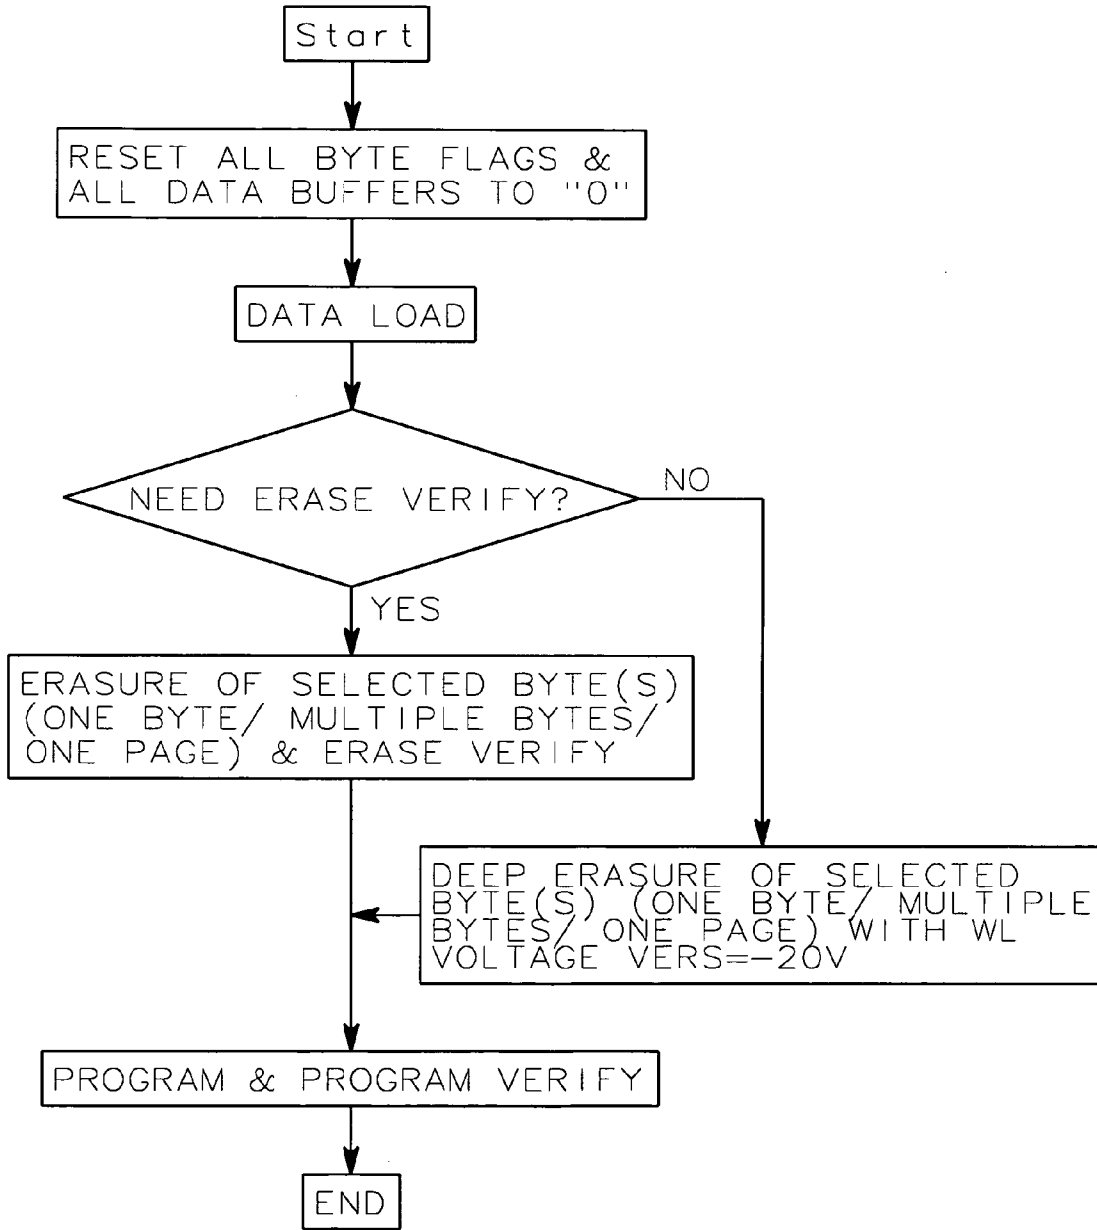 Start
RESET ALL BYTE FLAGS &
ALL DATA BUFFERS TO "0"
DATA LOAD
NEED ERASE VERIFY?
NO
YES
ERASURE OF SELECTED BYTE(S)
(ONE BYTE/ MULTIPLE BYTES/
ONE PAGE) & ERASE VERIFY
DEEP ERASURE OF SELECTED
BYTE(S) (ONE BYTE/ MULTIPLE
BYTES/ ONE PAGE) WITH WL
VOLTAGE VERS=-20V
PROGRAM & PROGRAM VERIFY
END